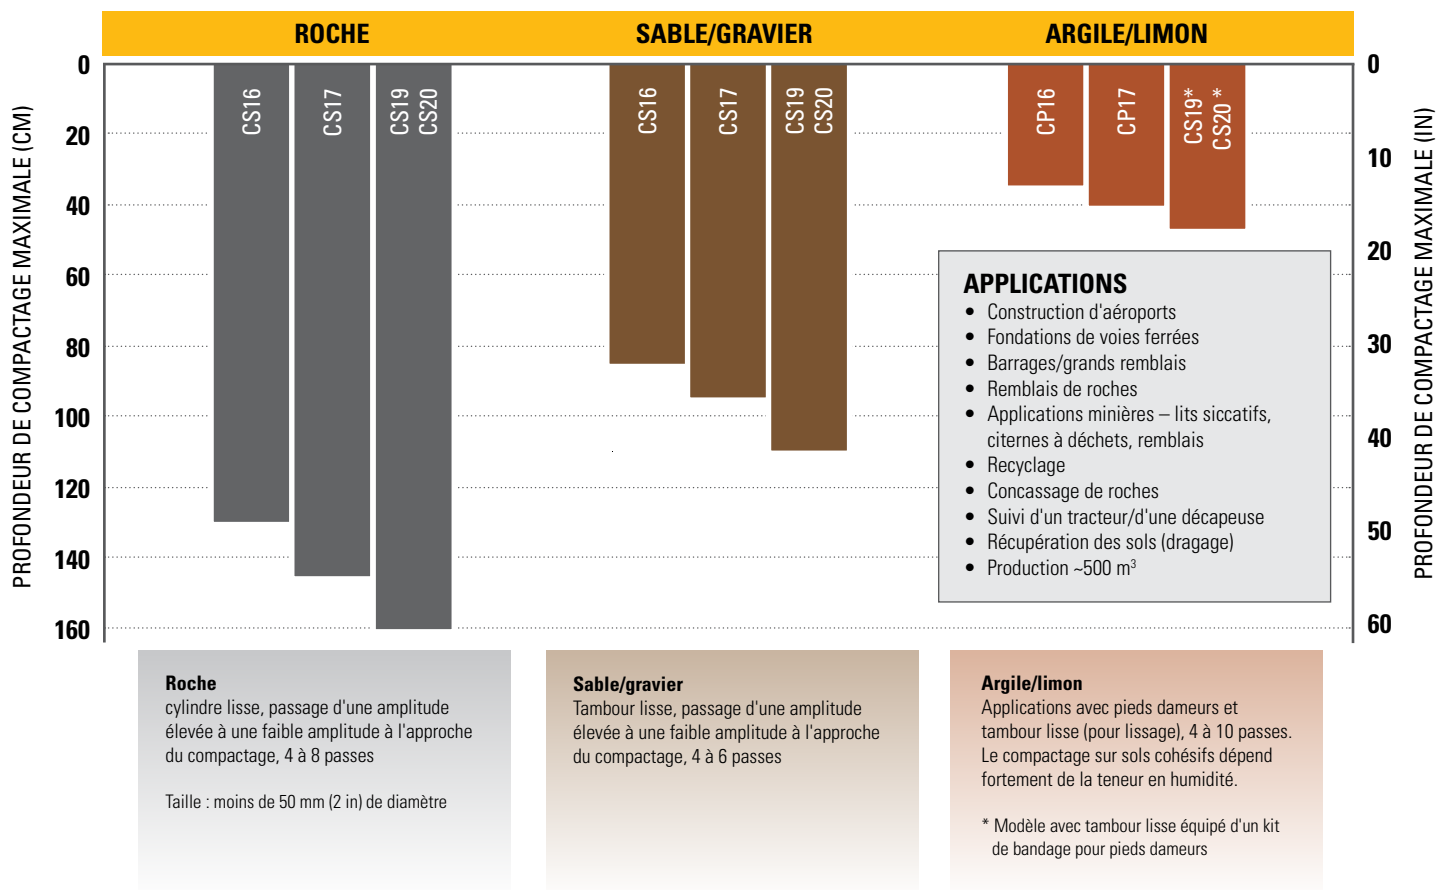 ROCHE
SABLE/GRAVIER
ARGILE/LIMON
PROFONDEUR DE COMPACTAGE MAXIMALE (CM)
0
20
40
60
80
100
120
140
160
CS16
CS17
CS19
CS20
CS16
CS17
CS19
CS20
CP16
CP17
CS19*
CS20 *
0
10
20
30
40
50
60
PROFONDEUR DE COMPACTAGE MAXIMALE (IN)
APPLICATIONS
• Construction d'aéroports
• Fondations de voies ferrées
• Barrages/grands remblais
• Remblais de roches
• Applications minières – lits siccatifs,
citernes à déchets, remblais
• Recyclage
• Concassage de roches
• Suivi d'un tracteur/d'une décapeuse
• Récupération des sols (dragage)
• Production ~500 m³
Roche
cylindre lisse, passage d'une amplitude
élevée à une faible amplitude à l'approche
du compactage, 4 à 8 passes
Taille : moins de 50 mm (2 in) de diamètre
Sable/gravier
Tambour lisse, passage d'une amplitude
élevée à une faible amplitude à l'approche
du compactage, 4 à 6 passes
Argile/limon
Applications avec pieds dameurs et
tambour lisse (pour lissage), 4 à 10 passes.
Le compactage sur sols cohésifs dépend
fortement de la teneur en humidité.
* Modèle avec tambour lisse équipé d'un kit
de bandage pour pieds dameurs